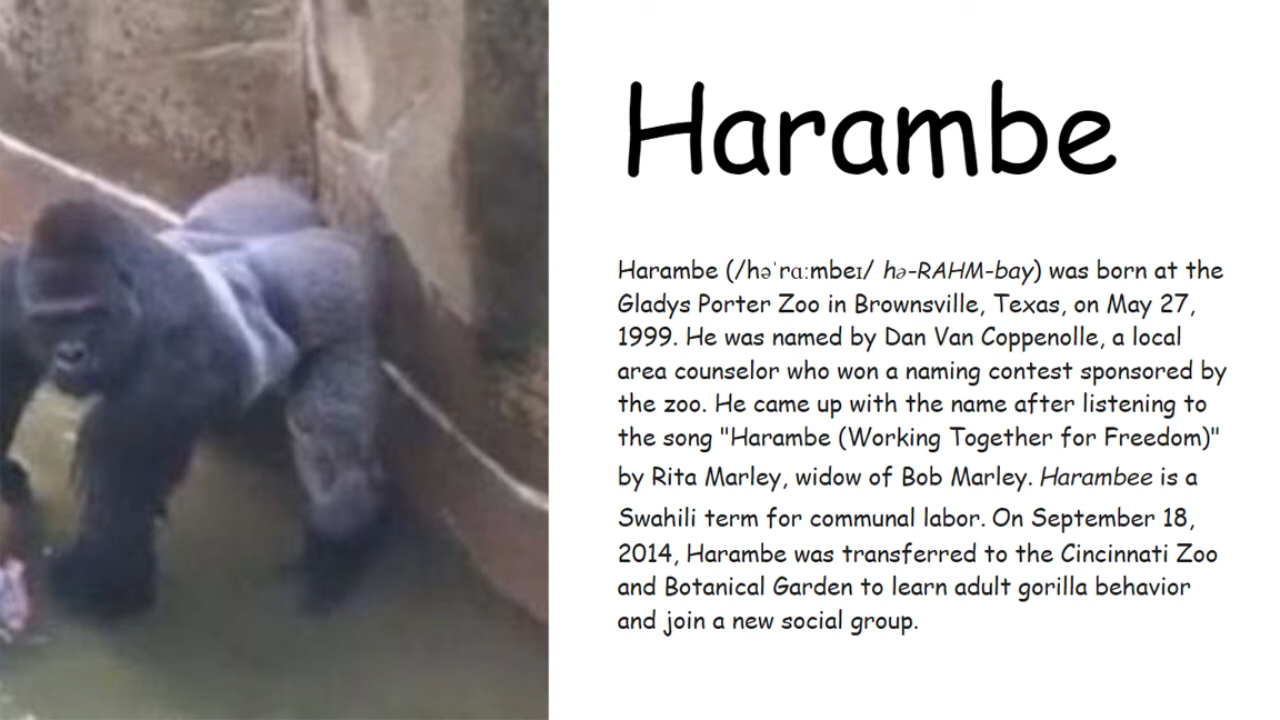 Harambe
Harambe (/həˈrɑːmbeɪ/ hə-RAHM-bay) was born at the
Gladys Porter Zoo in Brownsville, Texas, on May 27,
1999. He was named by Dan Van Coppenolle, a local
area counselor who won a naming contest sponsored by
the zoo. He came up with the name after listening to
the song "Harambe (Working Together for Freedom)"
by Rita Marley, widow of Bob Marley. Harambee is a
Swahili term for communal labor. On September 18,
2014, Harambe was transferred to the Cincinnati Zoo
and Botanical Garden to learn adult gorilla behavior
and join a new social group.